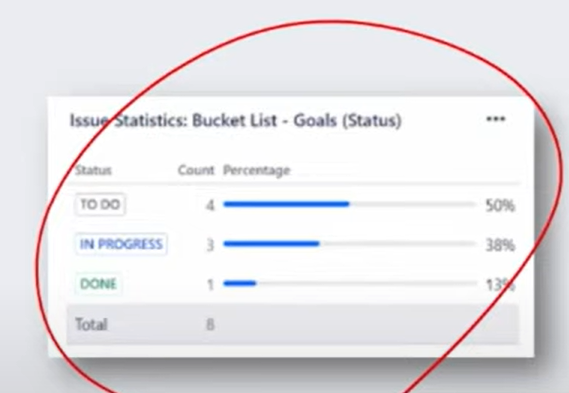 Issue Statistics: Bucket List - Goals (Status)
Status Count Percentage
TO DO 4 50%
IN PROGRESS 3 38%
DONE 1 13%
Total 8